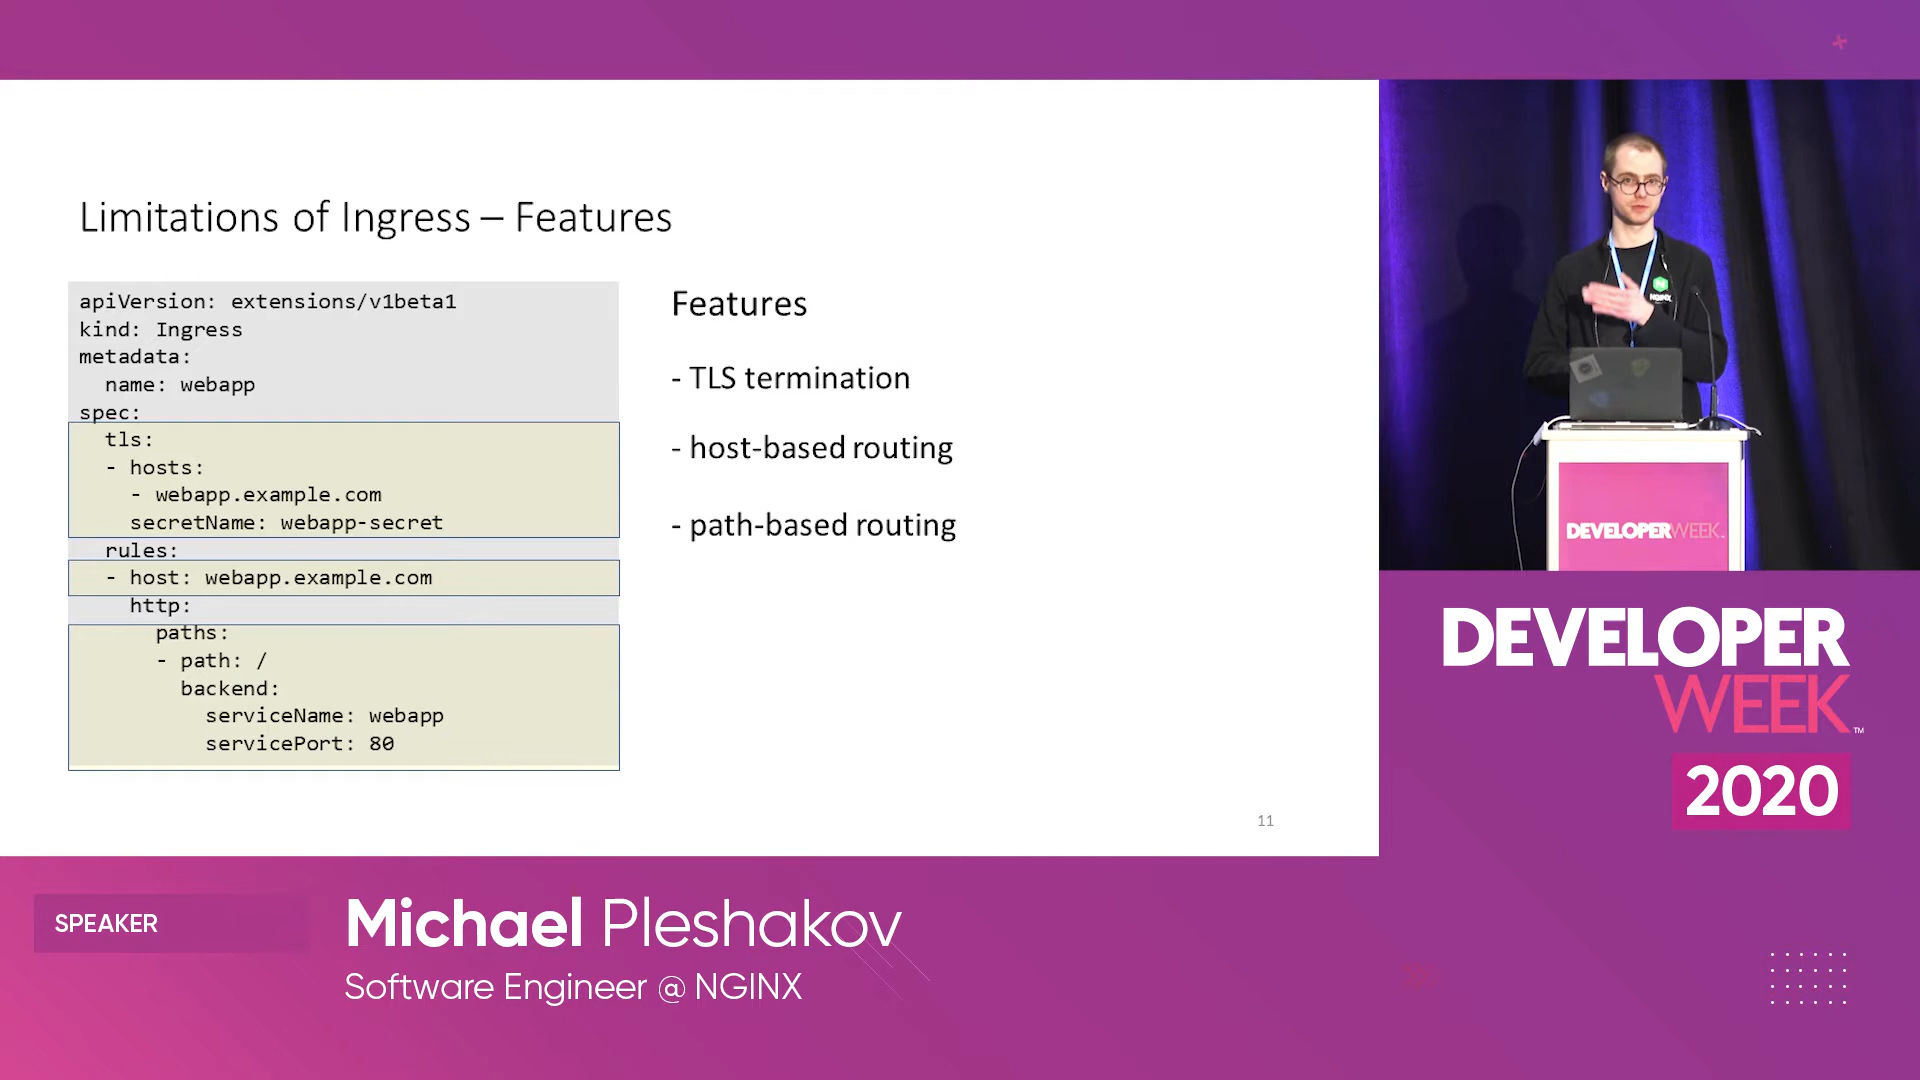 Limitations of Ingress – Features
apiVersion: extensions/v1beta1
kind: Ingress
metadata:
  name: webapp
spec:
  tls:
  - hosts:
    - webapp.example.com
    secretName: webapp-secret
  rules:
  - host: webapp.example.com
    http:
      paths:
      - path: /
        backend:
          serviceName: webapp
          servicePort: 80
Features
- TLS termination
- host-based routing
- path-based routing
11
NGINX
DEVELOPERWEEK
DEVELOPER
WEEK™
2020
SPEAKER
Michael Pleshakov
Software Engineer @ NGINX